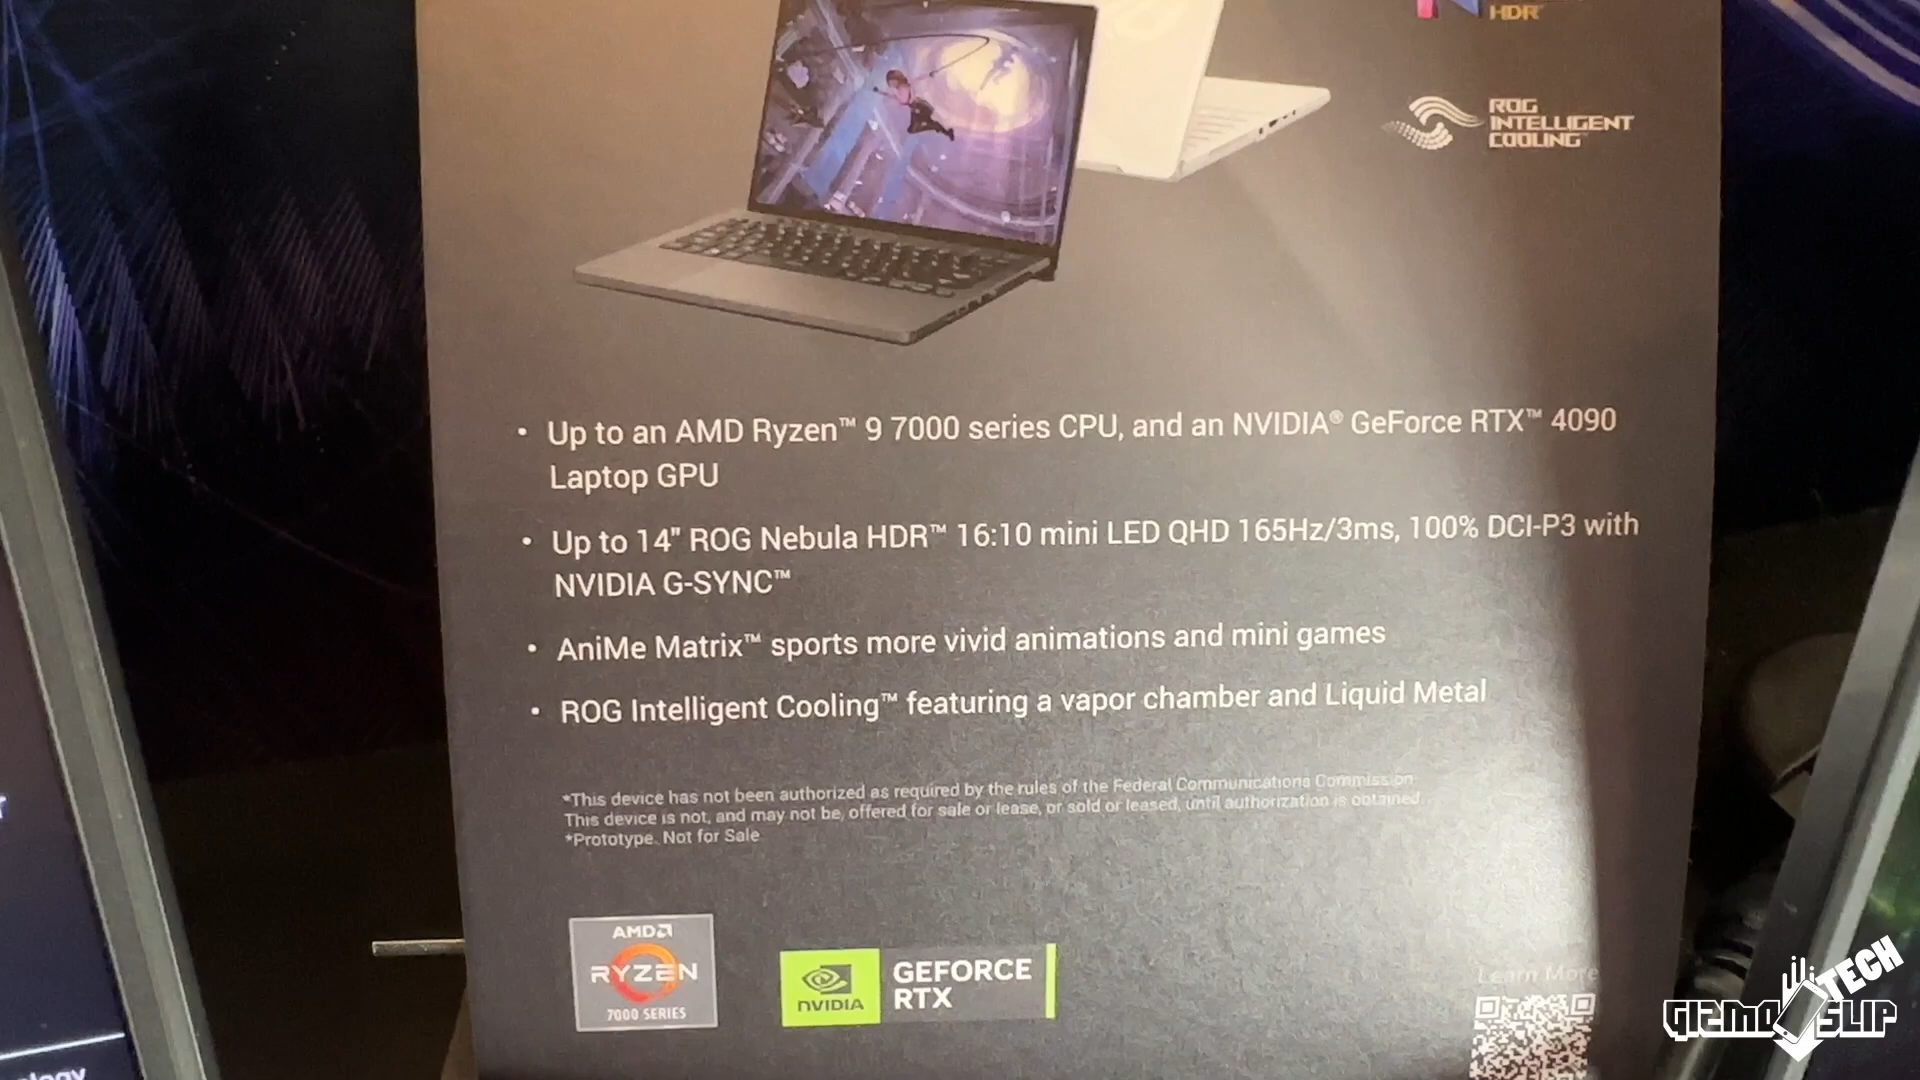 HDR
ROG
INTELLIGENT
COOLING
• Up to an AMD Ryzen™ 9 7000 series CPU, and an NVIDIA® GeForce RTX™ 4090
Laptop GPU
• Up to 14" ROG Nebula HDR™ 16:10 mini LED QHD 165Hz/3ms, 100% DCI-P3 with
NVIDIA G-SYNC™
• AniMe Matrix™ sports more vivid animations and mini games
• ROG Intelligent Cooling™ featuring a vapor chamber and Liquid Metal
*This device has not been authorized as required by the rules of the Federal Communications Commission
This device is not, and may not be, offered for sale or lease, or sold or leased, until authorization is obtained.
*Prototype. Not for Sale
AMD
RYZEN
7000 SERIES
NVIDIA
GEFORCE
RTX
Learn More
TECH
GIZMO SLIP